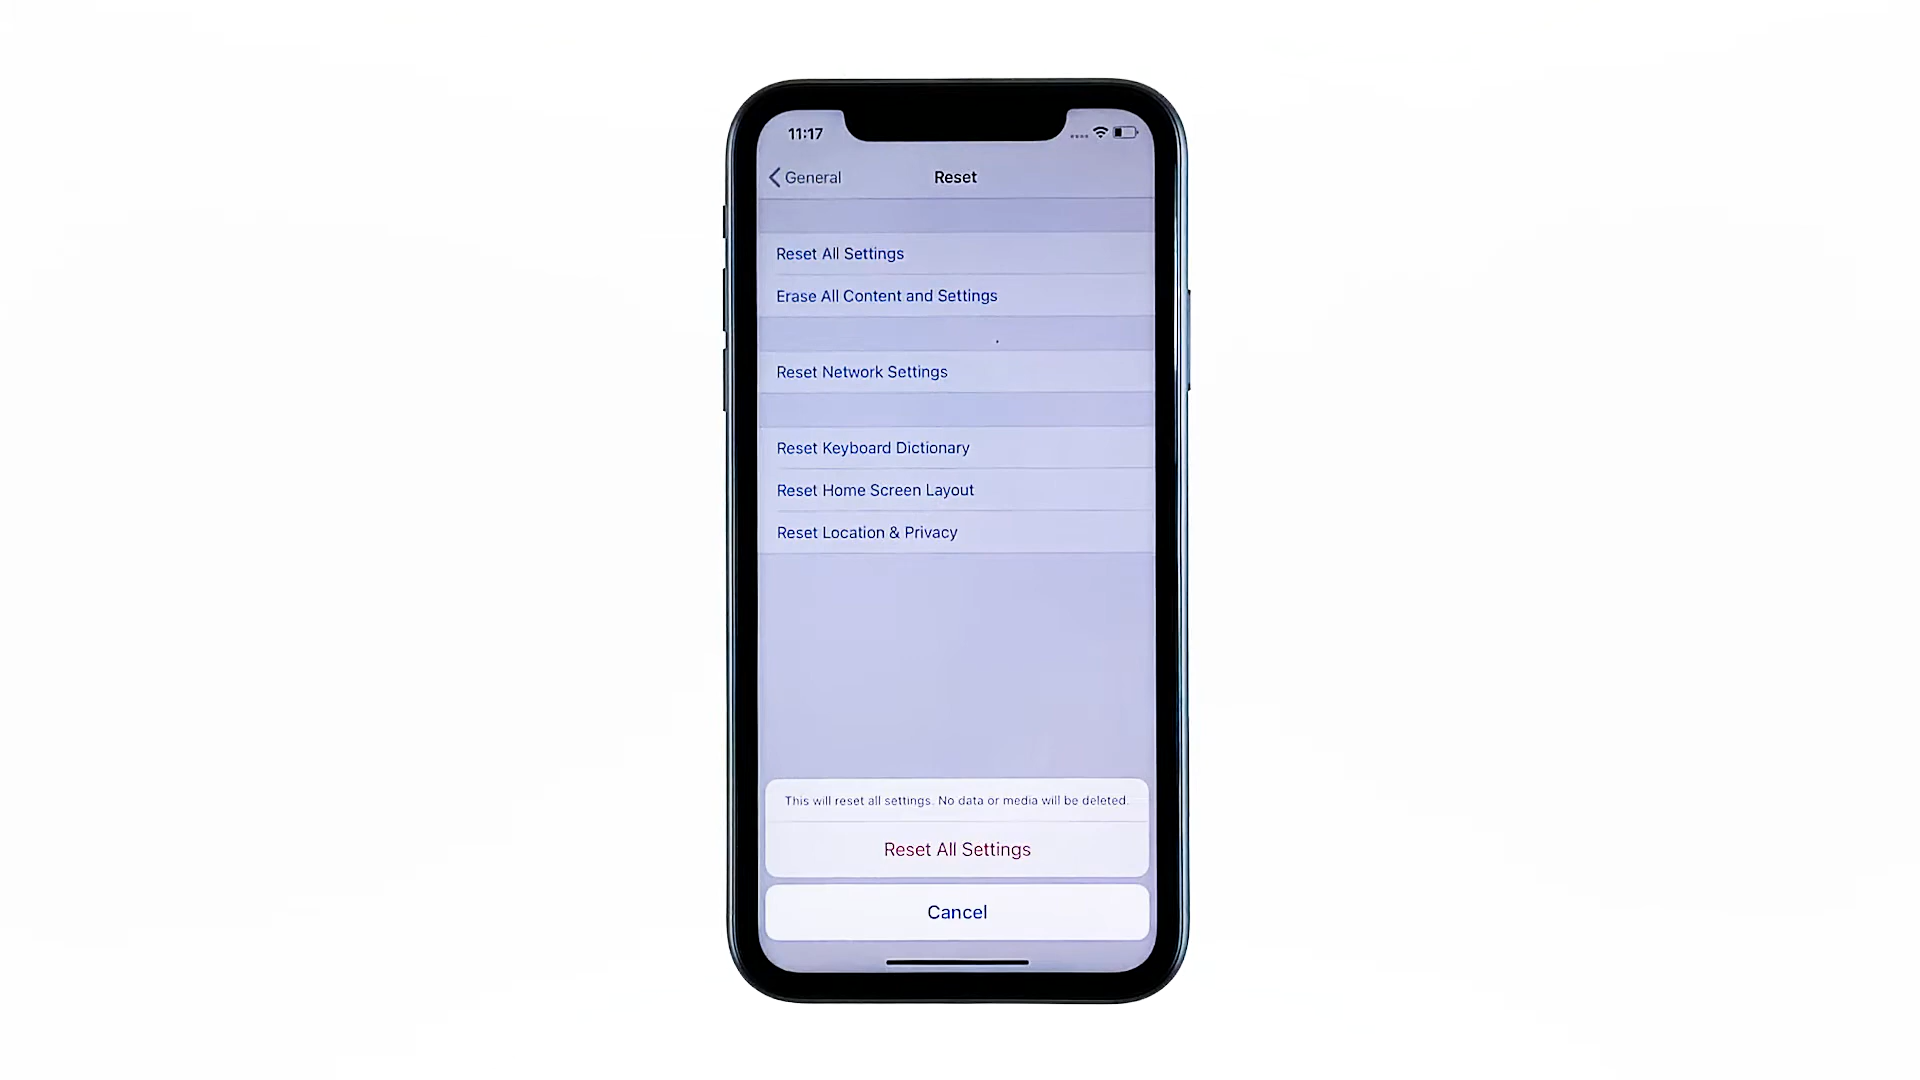 11:17
General
Reset
Reset All Settings
Erase All Content and Settings
Reset Network Settings
Reset Keyboard Dictionary
Reset Home Screen Layout
Reset Location & Privacy
This will reset all settings. No data or media will be deleted.
Reset All Settings
Cancel